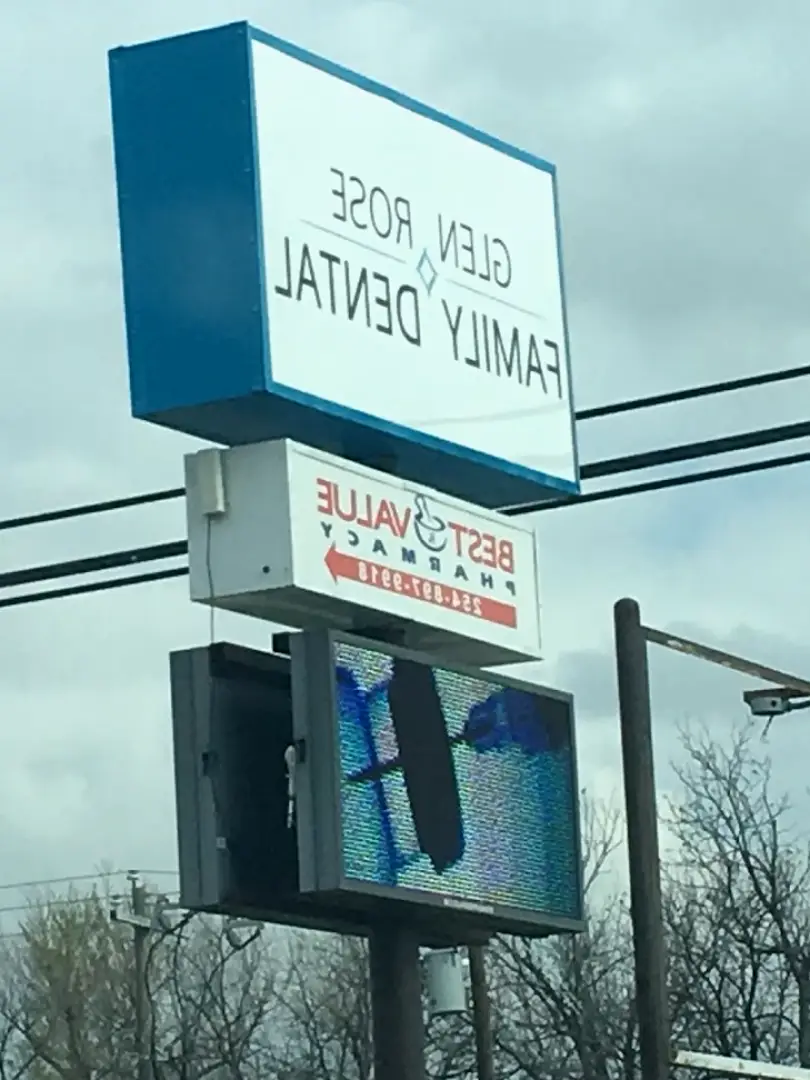 GLEN ROSE
FAMILY DENTAL
BEST VALUE
PHARMACY
254-897-9918